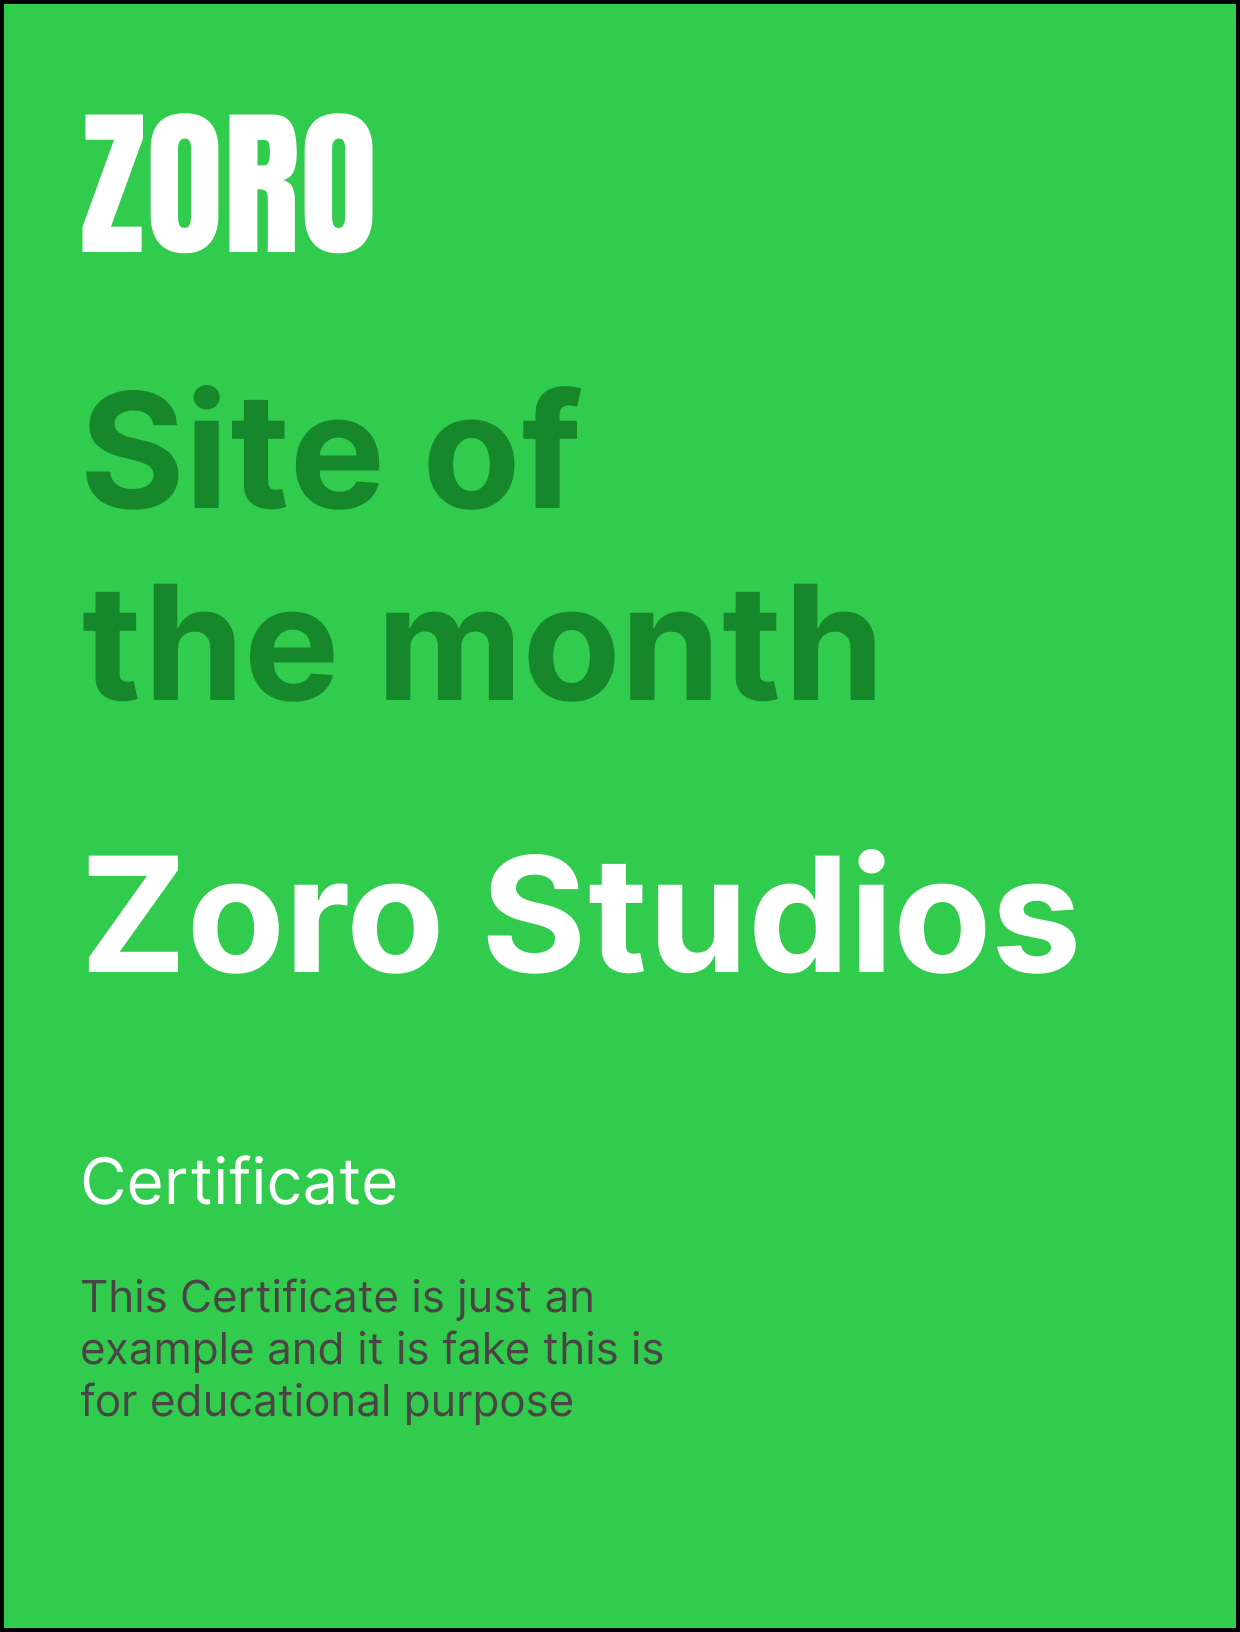 ZORO
Site of
the month
Zoro Studios
Certificate
This Certificate is just an
example and it is fake this is
for educational purpose